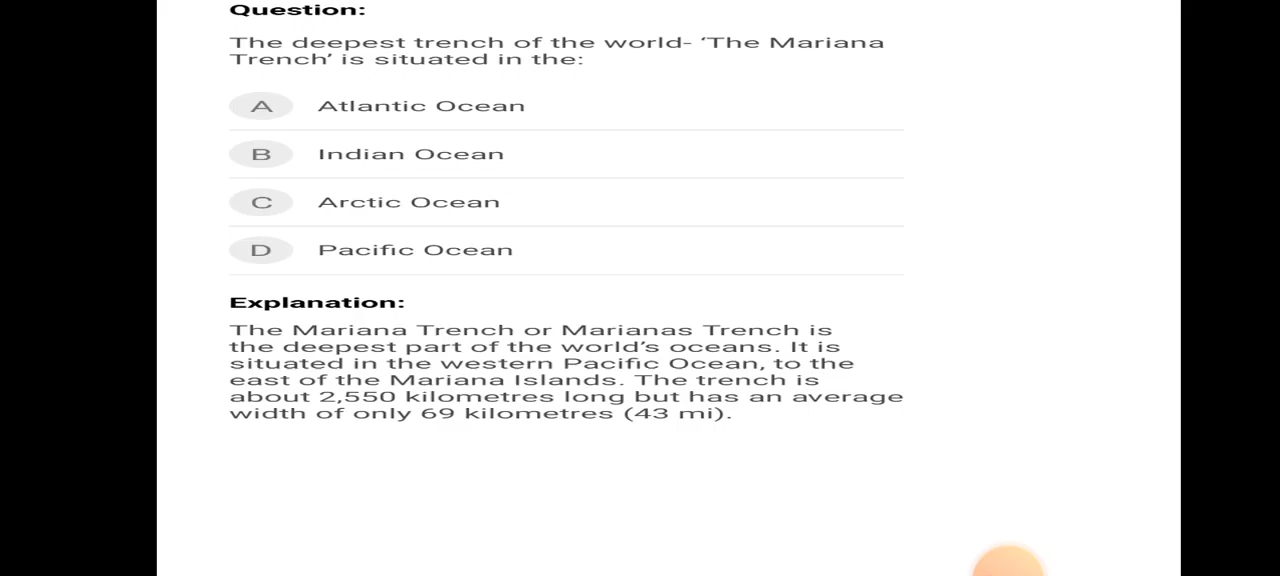 Question:
The deepest trench of the world- ‘The Mariana
Trench’ is situated in the:
A Atlantic Ocean
B Indian Ocean
C Arctic Ocean
D Pacific Ocean
Explanation:
The Mariana Trench or Marianas Trench is
the deepest part of the world’s oceans. It is
situated in the western Pacific Ocean, to the
east of the Mariana Islands. The trench is
about 2,550 kilometres long but has an average
width of only 69 kilometres (43 mi).